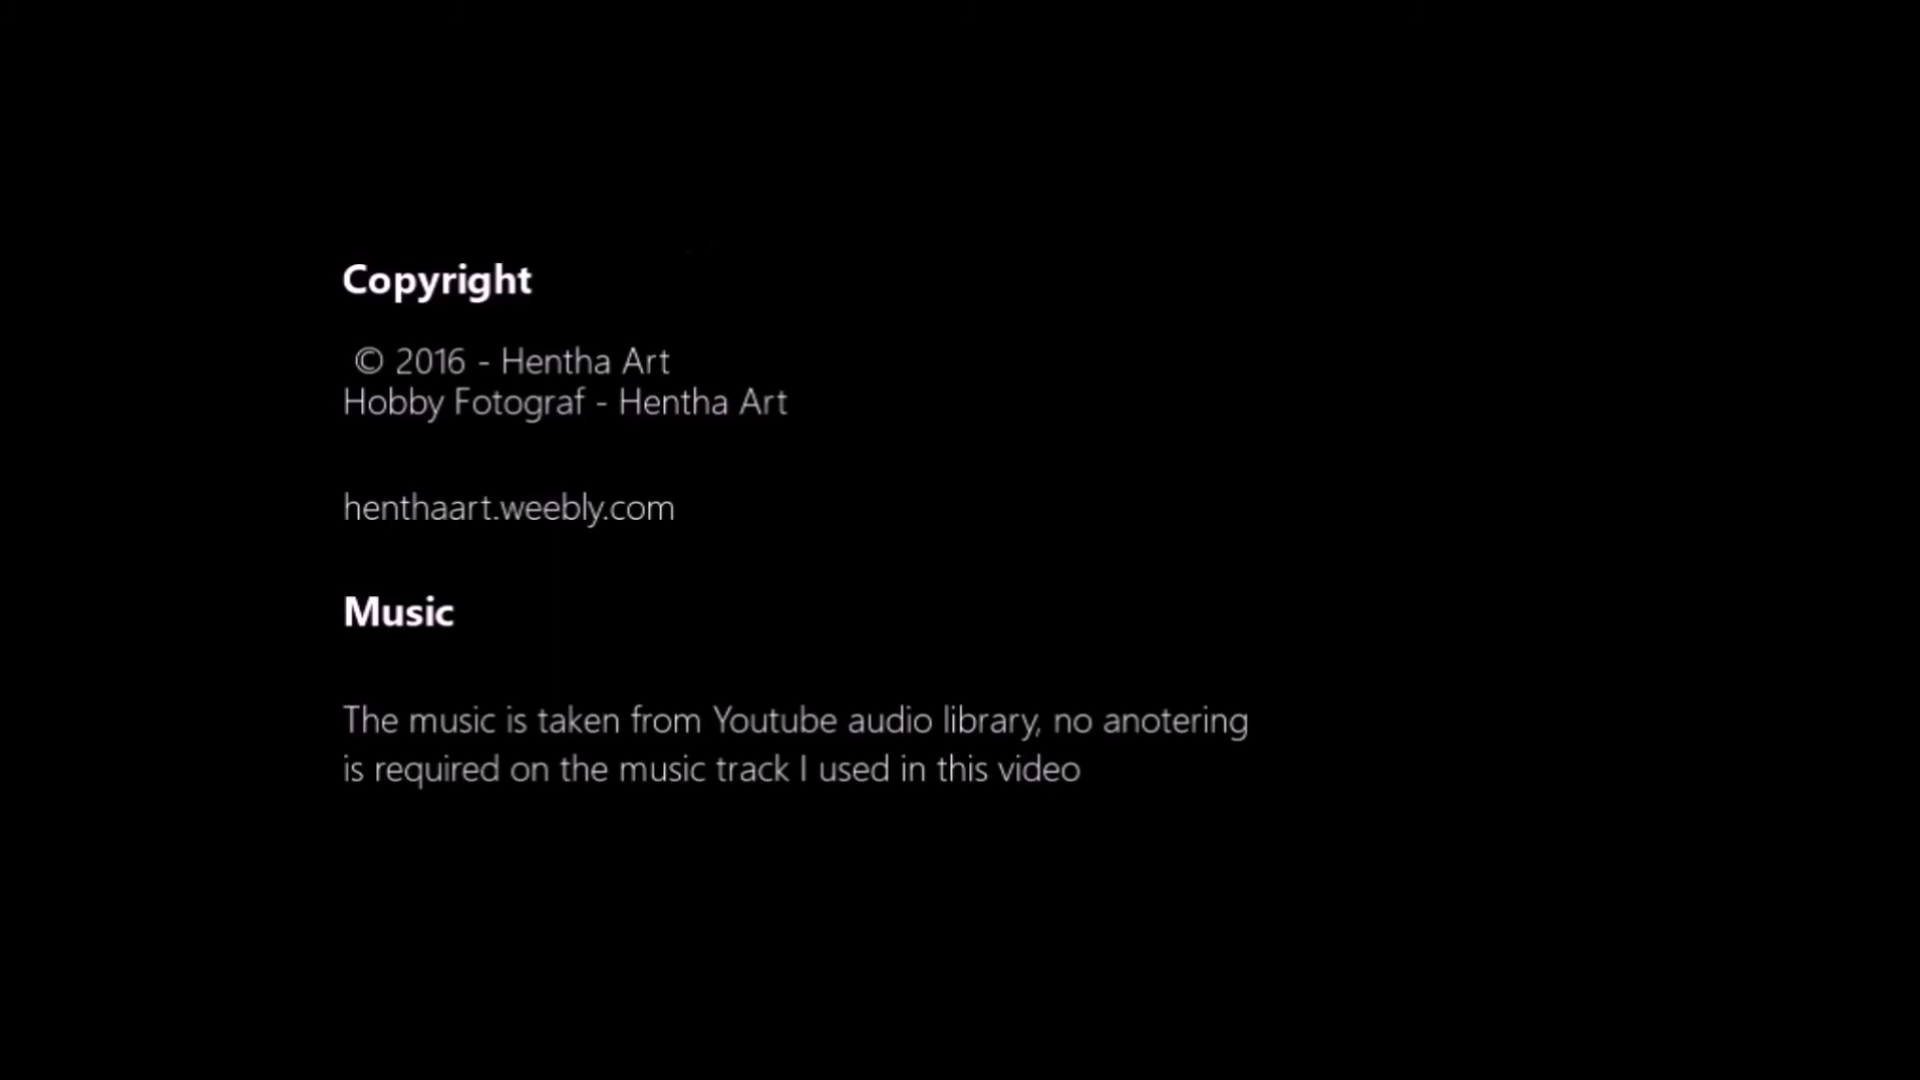 Copyright
© 2016 - Hentha Art
Hobby Fotograf - Hentha Art
henthaart.weebly.com
Music
The music is taken from Youtube audio library, no anotering
is required on the music track I used in this video